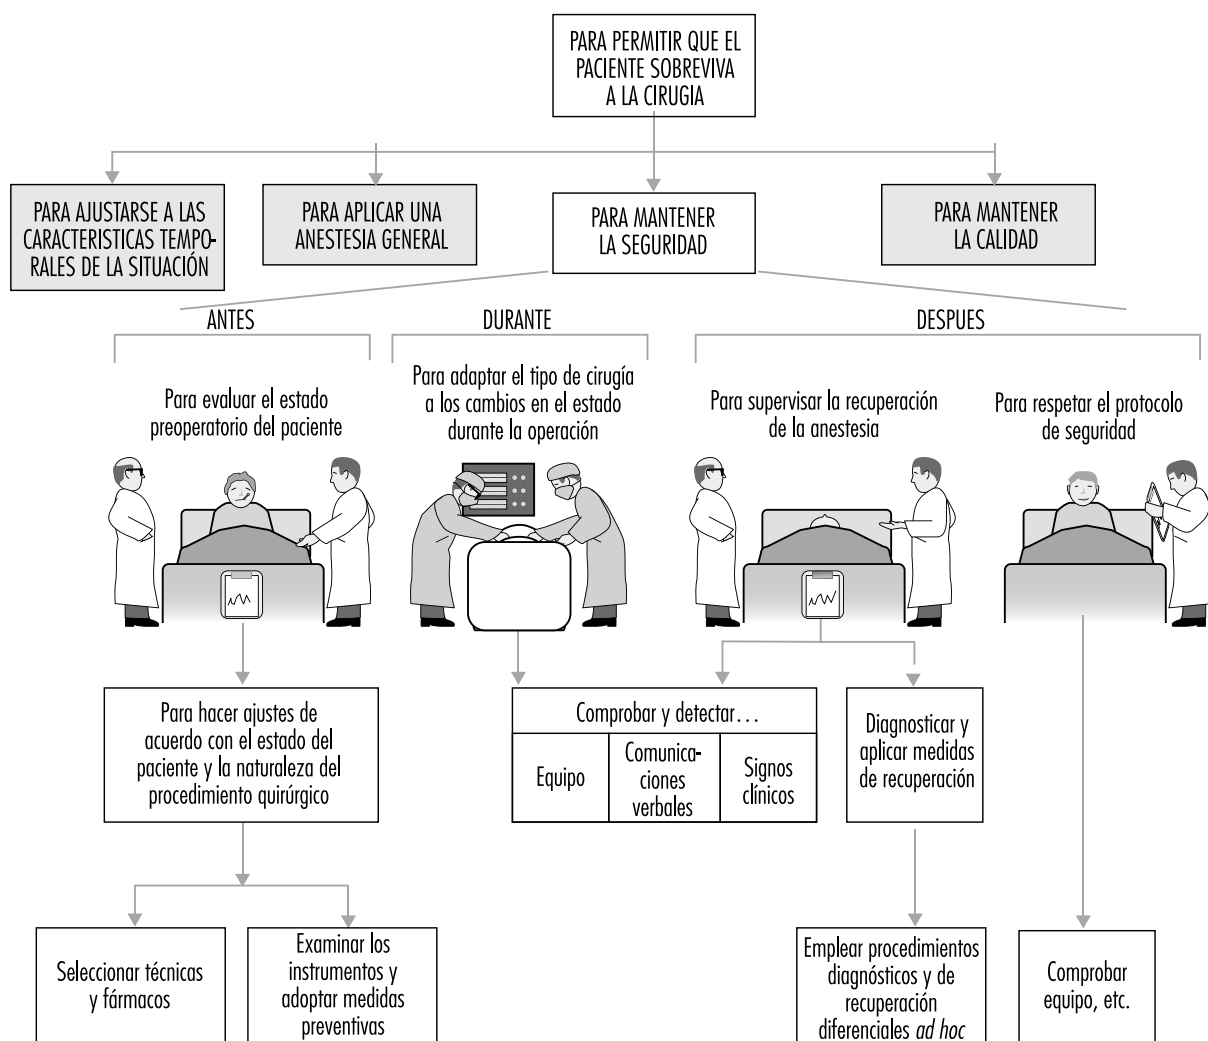 PARA PERMITIR QUE EL
PACIENTE SOBREVIVA
A LA CIRUGIA
PARA AJUSTARSE A LAS
CARACTERISTICAS TEMPO-
RALES DE LA SITUACIÓN
PARA APLICAR UNA
ANESTESIA GENERAL
PARA MANTENER
LA SEGURIDAD
PARA MANTENER
LA CALIDAD
ANTES
DURANTE
DESPUES
Para evaluar el estado
preoperatorio del paciente
Para adaptar el tipo de cirugía
a los cambios en el estado
durante la operación
Para supervisar la recuperación
de la anestesia
Para respetar el protocolo
de seguridad
Para hacer ajustes de
acuerdo con el estado del
paciente y la naturaleza del
procedimiento quirúrgico
Comprobar y detectar…
Equipo
Comunica-
ciones
verbales
Signos
clínicos
Diagnosticar y
aplicar medidas
de recuperación
Seleccionar técnicas
y fármacos
Examinar los
instrumentos y
adoptar medidas
preventivas
Emplear procedimientos
diagnósticos y de
recuperación
diferenciales ad hoc
Comprobar
equipo, etc.